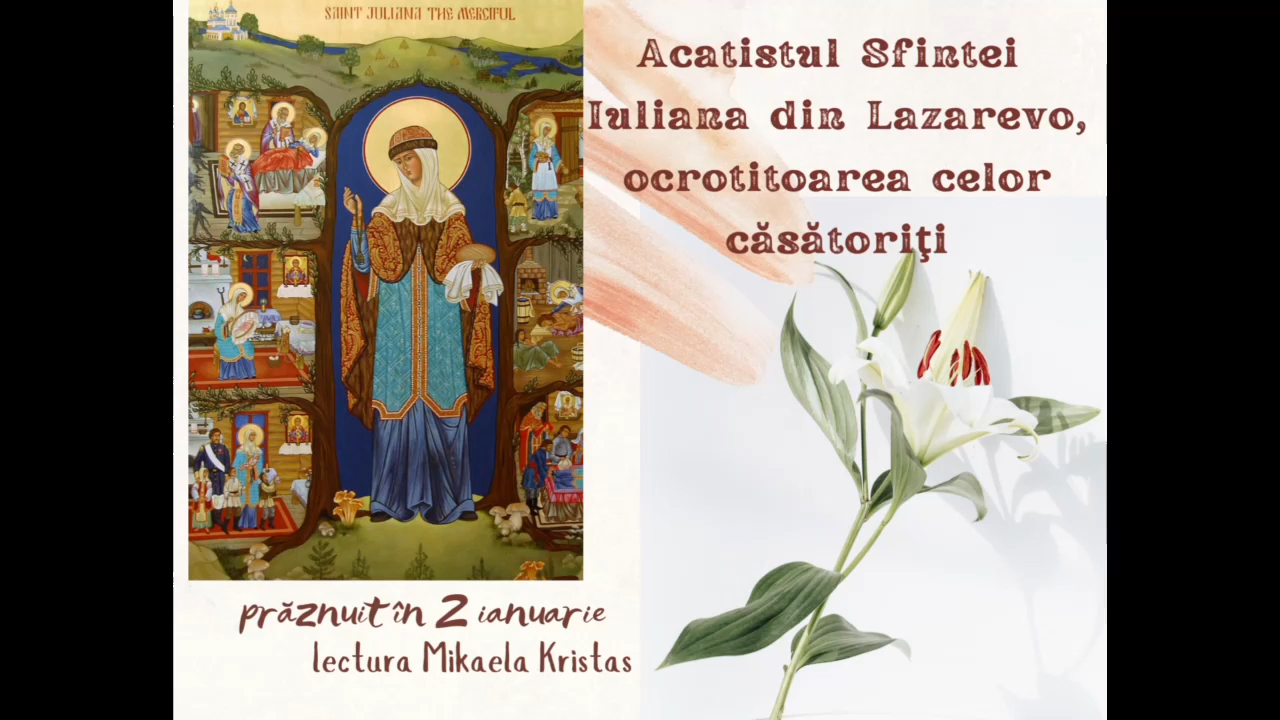 SAINT JULIANA THE MERCIFUL
Acatistul Sfintei
Iuliana din Lazarevo,
ocrotitoarea celor
căsătoriţi
prăznuit în 2 ianuarie
lectura Mikaela Kristas